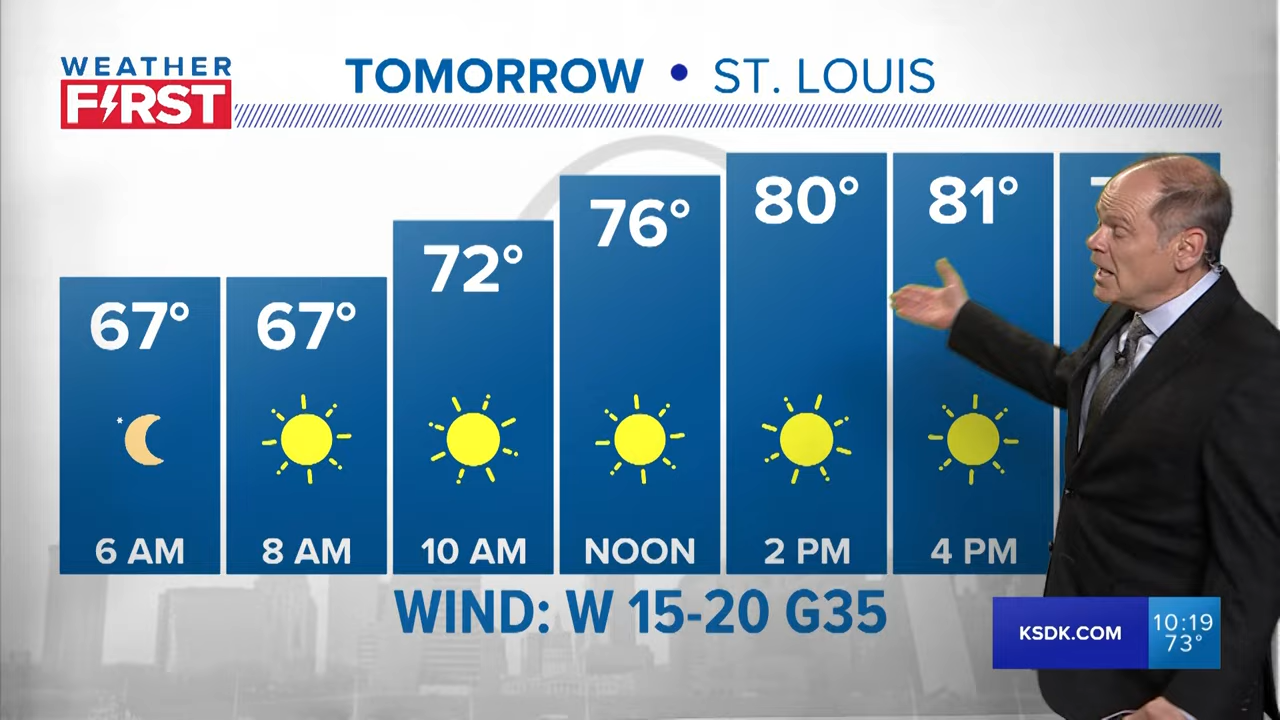 WEATHER
FIRST
TOMORROW • ST. LOUIS
67°
67°
72°
76°
80°
81°
6 AM
8 AM
10 AM
NOON
2 PM
4 PM
WIND: W 15-20 G35
KSDK.COM
10:19
73°